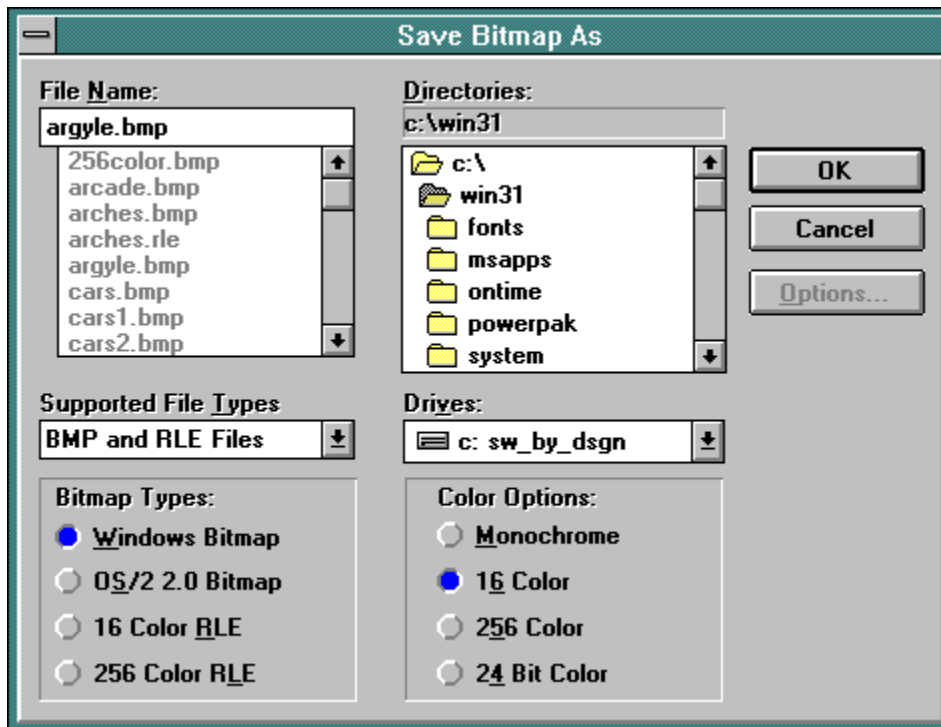 Save Bitmap As
File Name:
argyle.bmp
256color.bmp
arcade.bmp
arches.bmp
arches.rle
argyle.bmp
cars.bmp
cars1.bmp
cars2.bmp
Directories:
c:\win31
c:\
win31
fonts
msapps
ontime
powerpak
system
OK
Cancel
Options...
Supported File Types
BMP and RLE Files
Drives:
c: sw_by_dsgn
Bitmap Types:
Windows Bitmap
OS/2 2.0 Bitmap
16 Color RLE
256 Color RLE
Color Options:
Monochrome
16 Color
256 Color
24 Bit Color